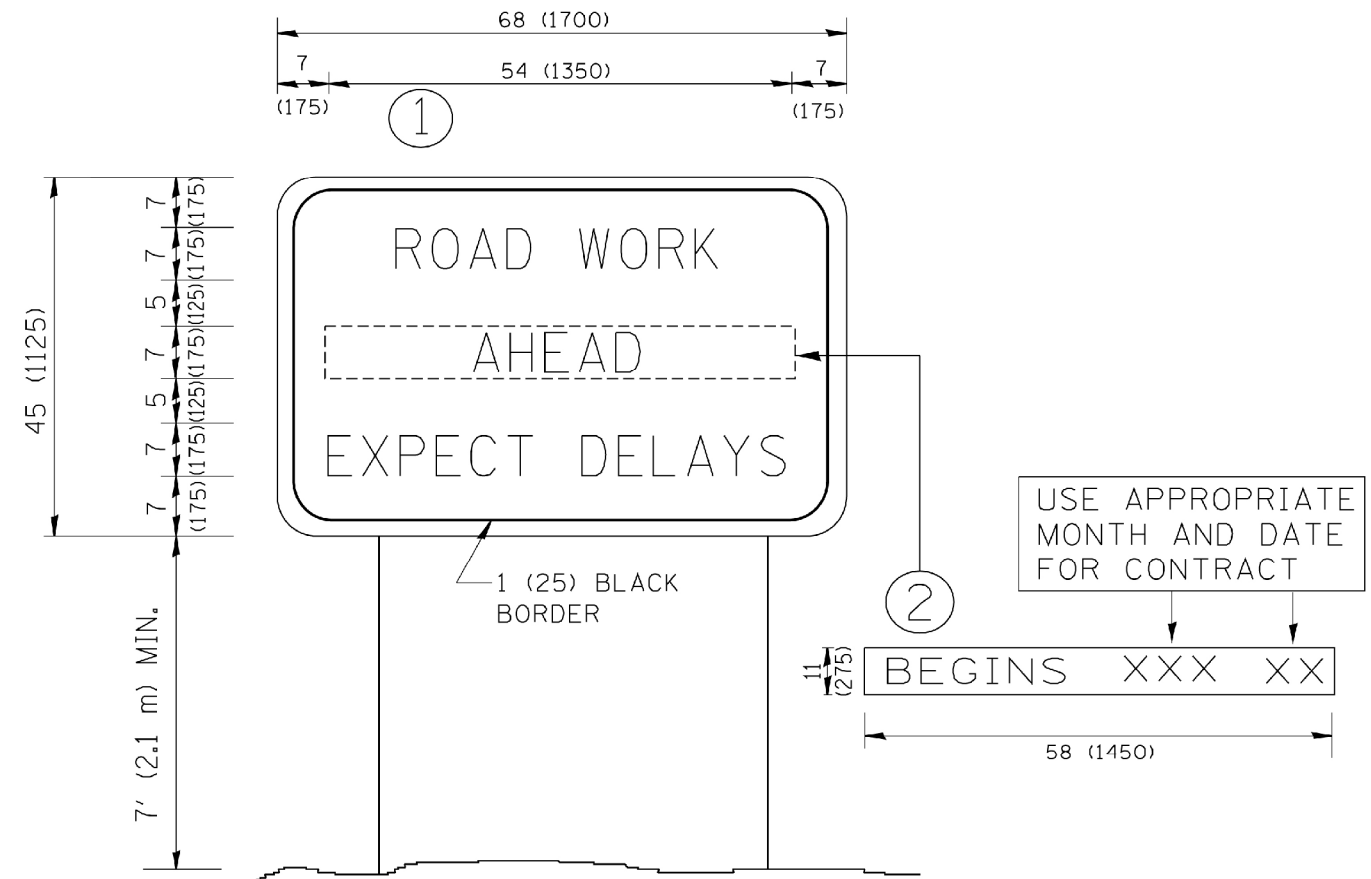 68 (1700)
7
54 (1350)
7
(175)
(175)
1
45 (1125)
7 (175)
7 (175)
5 (125)
7 (175)
5 (125)
7 (175)
7 (175)
ROAD WORK
AHEAD
EXPECT DELAYS
1 (25) BLACK
BORDER
7' (2.1 m) MIN.
USE APPROPRIATE
MONTH AND DATE
FOR CONTRACT
2
11
(275)
BEGINS XXX XX
58 (1450)